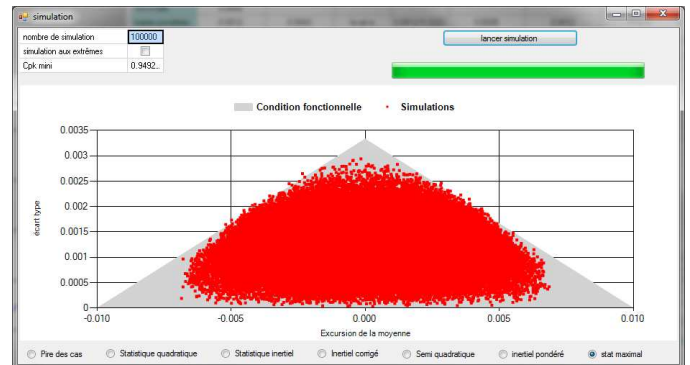 simulation
nombre de simulation 100000
lancer simulation
simulation aux extrêmes
Cpk mini 0.9492..
Condition fonctionnelle Simulations
0.0035
0.003
0.0025
0.002
0.0015
0.001
0.0005
0
écart type
-0.010 -0.005 0.000 0.005 0.010
Excursion de la moyenne
Pire des cas Statistique quadratique Statistique inertiel Inertiel corrigé Semi quadratique inertiel pondéré stat maximal